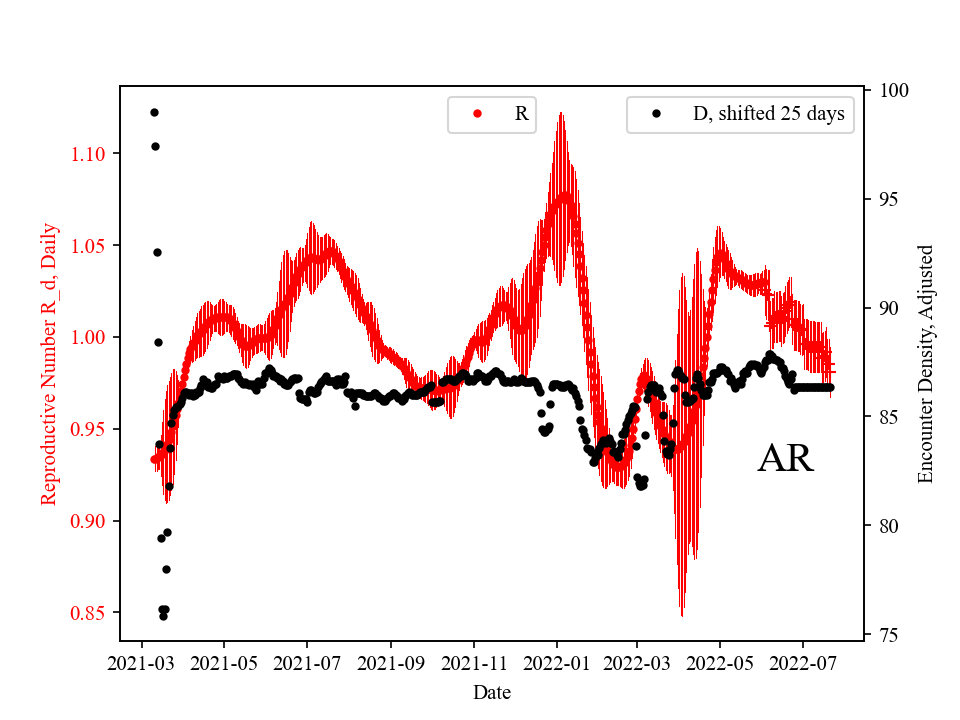 R
D, shifted 25 days
Reproductive Number R_d, Daily
1.10
1.05
1.00
0.95
0.90
0.85
100
95
90
85
80
75
Encounter Density, Adjusted
AR
2021-03 2021-05 2021-07 2021-09 2021-11 2022-01 2022-03 2022-05 2022-07
Date